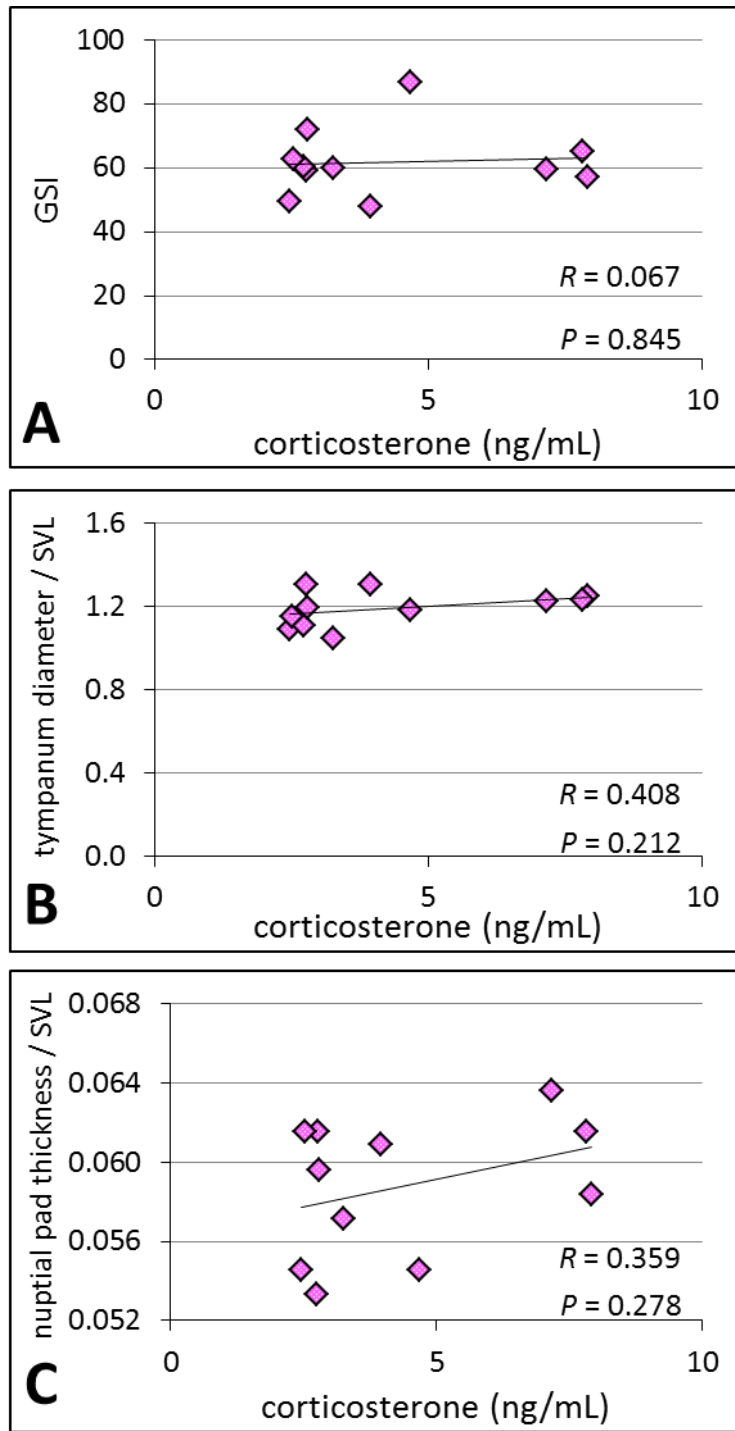 100
80
60
40
20
0
GSI
R = 0.067
P = 0.845
0 5 10
corticosterone (ng/mL)
A
1.6
1.2
0.8
0.4
0.0
tympanum diameter / SVL
R = 0.408
P = 0.212
0 5 10
corticosterone (ng/mL)
B
0.068
0.064
0.060
0.056
0.052
nuptial pad thickness / SVL
R = 0.359
P = 0.278
0 5 10
corticosterone (ng/mL)
C